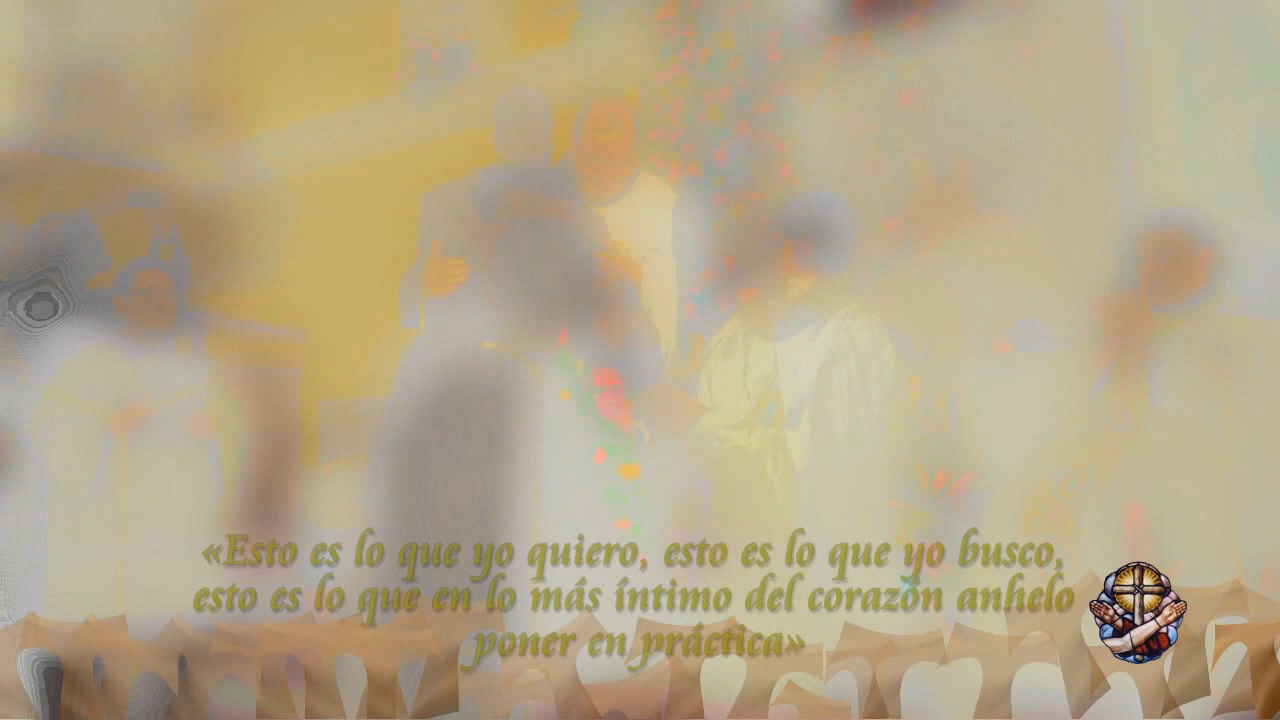 «Esto es lo que yo quiero, esto es lo que yo busco,
esto es lo que en lo más íntimo del corazón anhelo
poner en práctica»